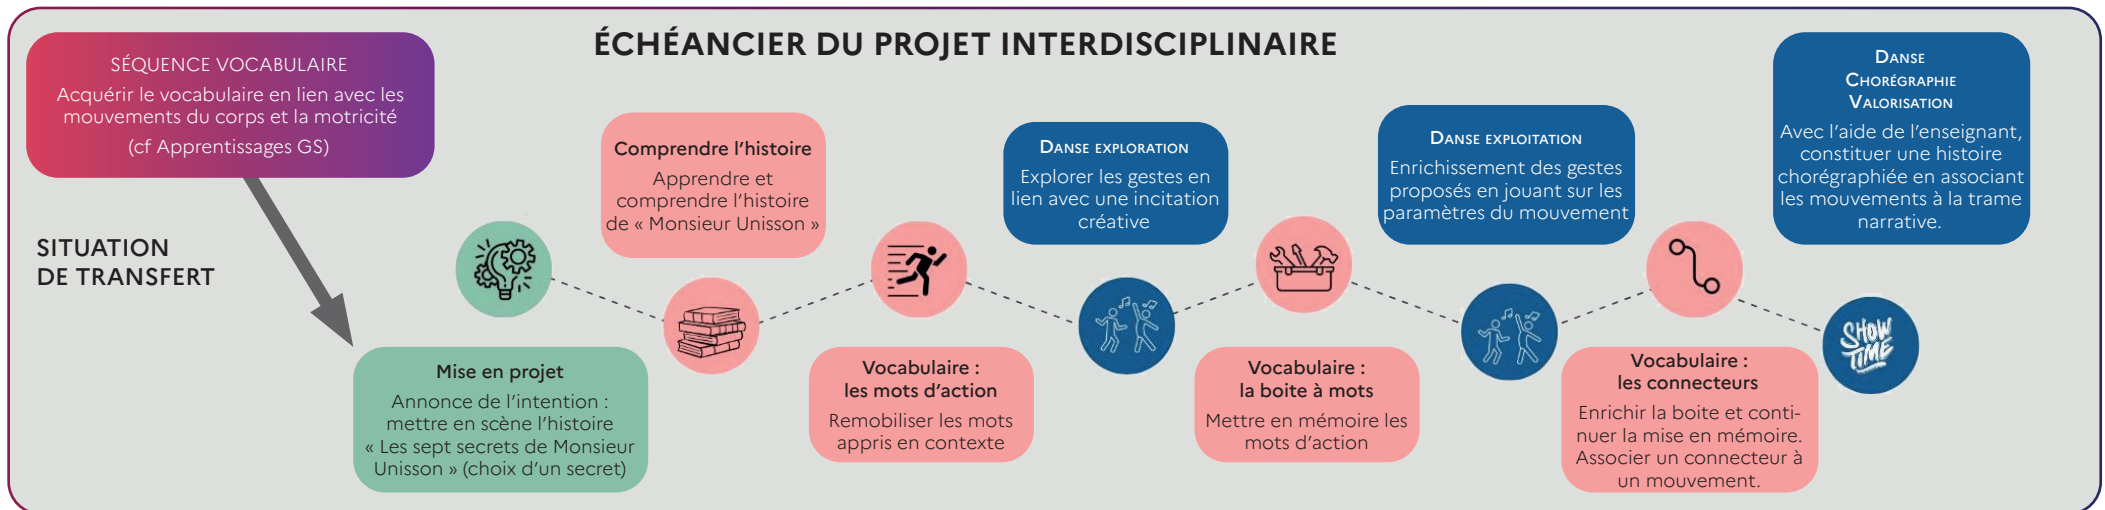 ÉCHÉANCIER DU PROJET INTERDISCIPLINAIRE
SÉQUENCE VOCABULAIRE
Acquérir le vocabulaire en lien avec les
mouvements du corps et la motricité
(cf Apprentissages GS)
SITUATION
DE TRANSFERT
Mise en projet
Annonce de l'intention :
mettre en scène l'histoire
« Les sept secrets de Monsieur
Unisson » (choix d'un secret)
Comprendre l'histoire
Apprendre et
comprendre l'histoire
de « Monsieur Unisson »
Vocabulaire :
les mots d'action
Remobiliser les mots
appris en contexte
DANSE EXPLORATION
Explorer les gestes en
lien avec une incitation
créative
Vocabulaire :
la boite à mots
Mettre en mémoire les
mots d'action
DANSE EXPLOITATION
Enrichissement des gestes
proposés en jouant sur les
paramètres du mouvement
Vocabulaire :
les connecteurs
Enrichir la boite et conti-
nuer la mise en mémoire.
Associer un connecteur à
un mouvement.
DANSE
CHORÉGRAPHIE
VALORISATION
Avec l'aide de l'enseignant,
constituer une histoire
chorégraphiée en associant
les mouvements à la trame
narrative.
SHOW
TIME